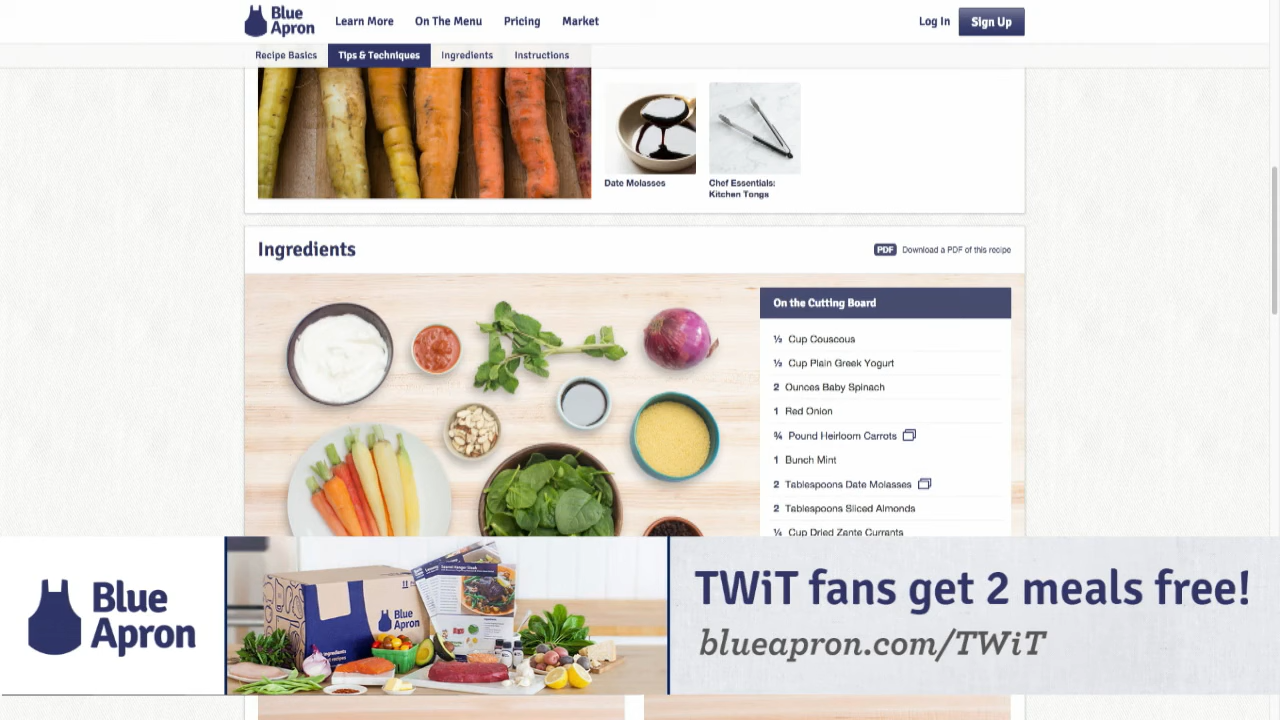 Blue
Apron
Learn More
On The Menu
Pricing
Market
Log In
Sign Up
Recipe Basics
Tips & Techniques
Ingredients
Instructions
Date Molasses
Chef Essentials:
Kitchen Tongs
Ingredients
PDF Download a PDF of this recipe
On the Cutting Board
½ Cup Couscous
½ Cup Plain Greek Yogurt
2 Ounces Baby Spinach
1 Red Onion
¾ Pound Heirloom Carrots
1 Bunch Mint
2 Tablespoons Date Molasses
2 Tablespoons Sliced Almonds
¼ Cup Dried Zante Currants
Blue
Apron
Blue
Apron
TWiT fans get 2 meals free!
blueapron.com/TWiT